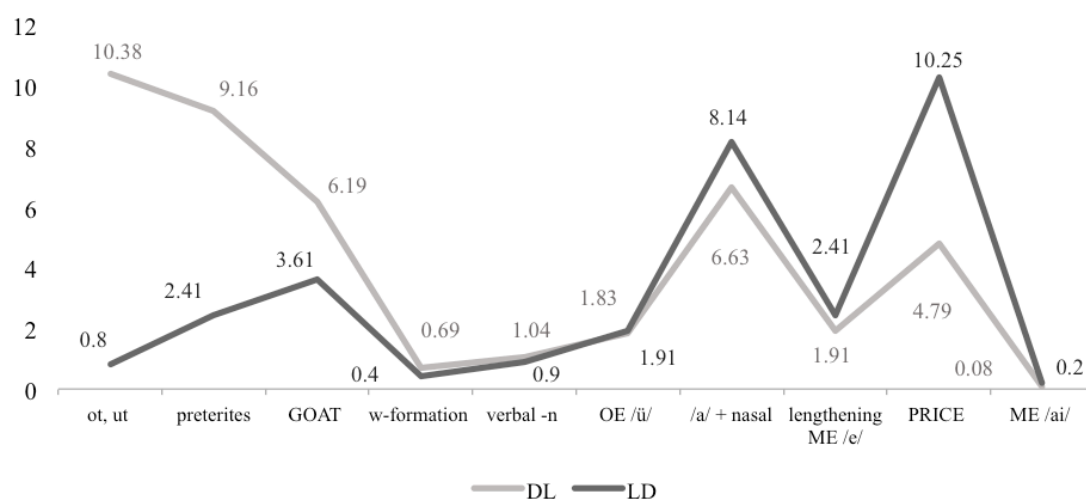 12
10
8
6
4
2
0
10.38
9.16
6.19
0.69
1.04
1.83
6.63
1.91
4.79
0.08
0.8
2.41
3.61
0.4
0.9
1.91
8.14
2.41
10.25
0.2
ot, ut
preterites
GOAT
w-formation
verbal -n
OE /ü/
/a/ + nasal
lengthening
ME /e/
PRICE
ME /ai/
DL
LD